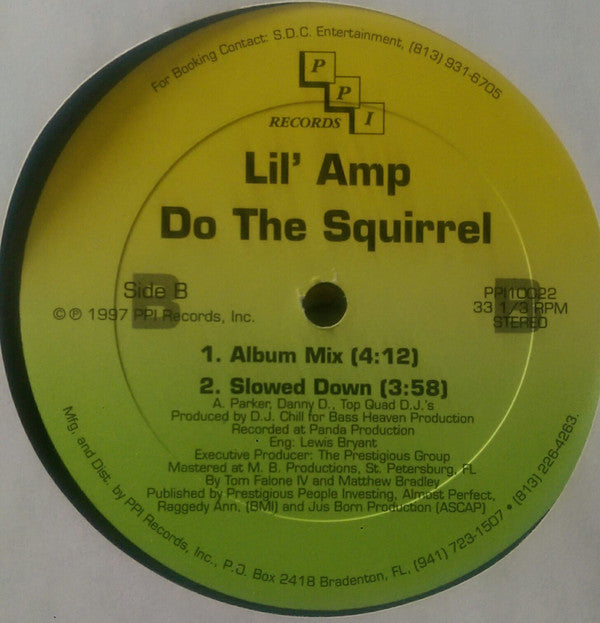 For Booking Contact: S.D.C. Entertainment, (813) 931-6705
P
P
I
RECORDS
Lil' Amp
Do The Squirrel
B
Side B
© ℗ 1997 PPI Records, Inc.
B
PPI10022
33 1/3 RPM
STEREO
1. Album Mix (4:12)
2. Slowed Down (3:58)
A. Parker, Danny D., Top Quad D.J.'s
Produced by D.J. Chill for Bass Heaven Production
Recorded at Panda Production
Eng: Lewis Bryant
Executive Producer: The Prestigious Group
Mastered at M. B. Productions, St. Petersburg, FL
By Tom Falone IV and Matthew Bradley
Published by Prestigious People Investing, Almost Perfect,
Raggedy Ann, (BMI) and Jus Born Production (ASCAP)
Mfg. and Dist. by PPI Records, Inc., P.O. Box 2418 Bradenton, FL, (941) 723-1507 • (813) 226-4263.